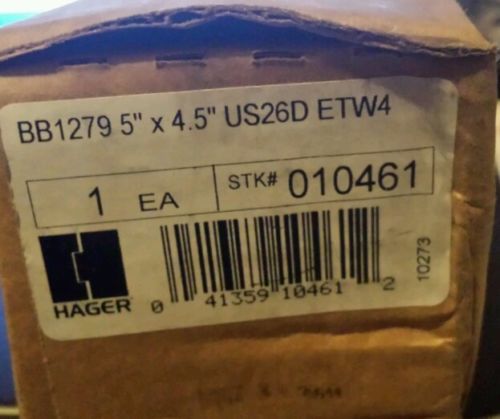 BB1279 5" x 4.5" US26D ETW4
1 EA STK# 010461
HAGER
0 41359 10461 2
10273